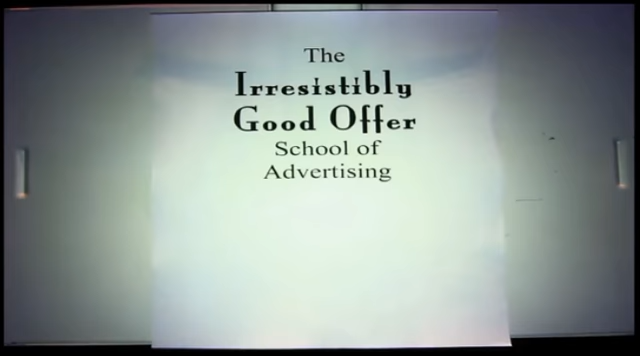 The
Irresistibly
Good Offer
School of
Advertising